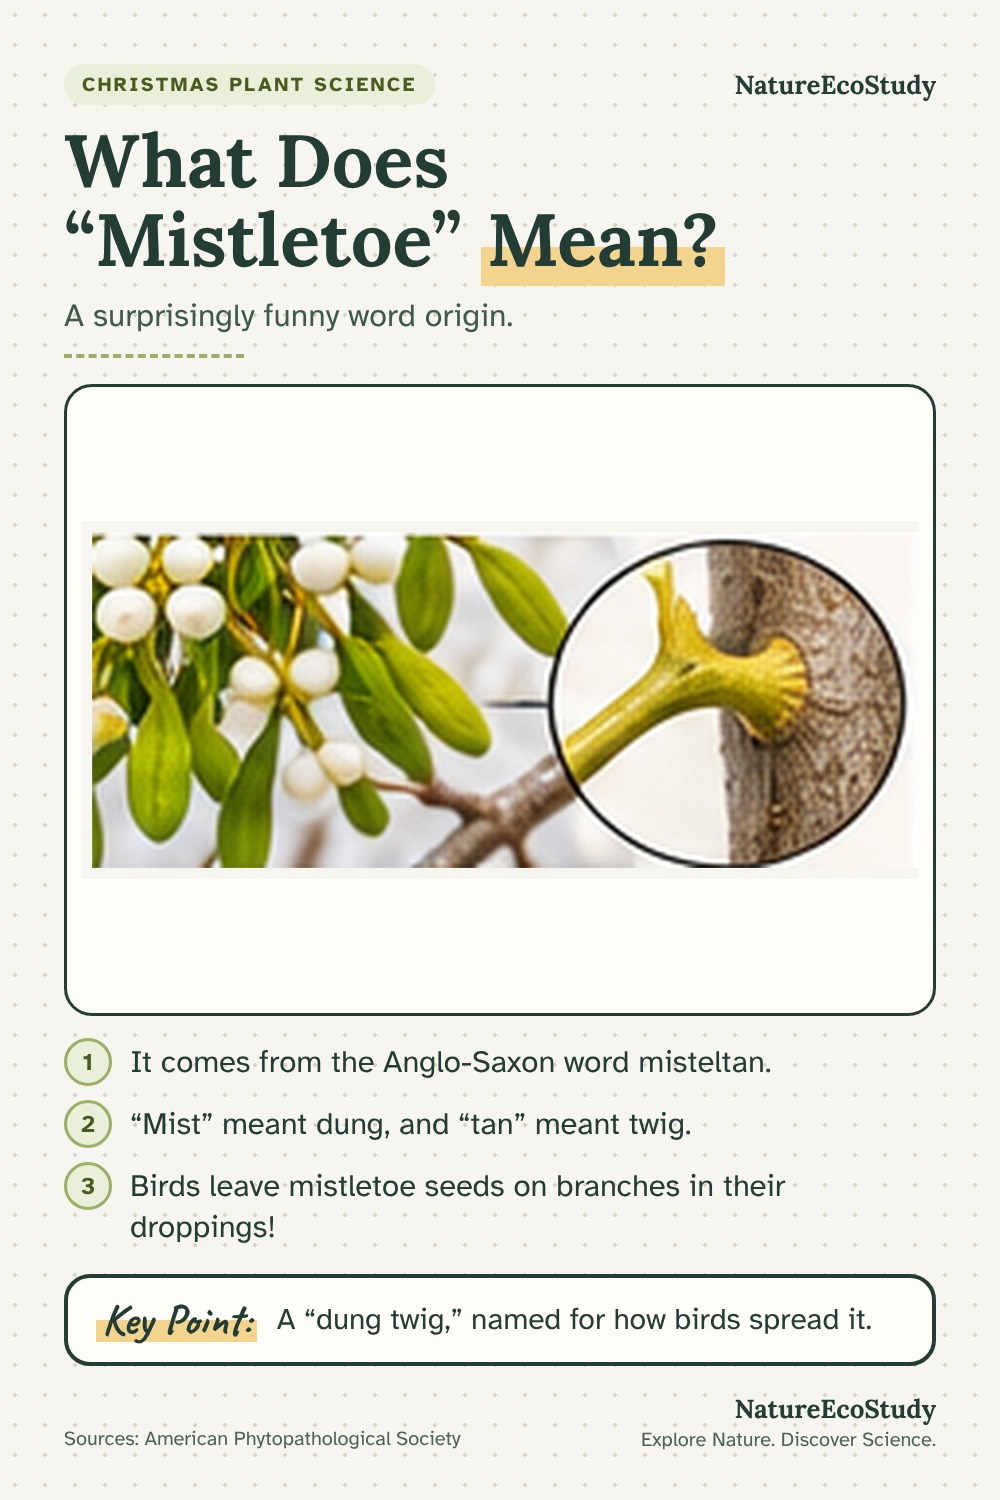 CHRISTMAS PLANT SCIENCE
NatureEcoStudy
What Does
“Mistletoe” Mean?
A surprisingly funny word origin.
1 It comes from the Anglo-Saxon word misteltan.
2 “Mist” meant dung, and “tan” meant twig.
3 Birds leave mistletoe seeds on branches in their
droppings!
Key Point: A “dung twig,” named for how birds spread it.
NatureEcoStudy
Sources: American Phytopathological Society
Explore Nature. Discover Science.